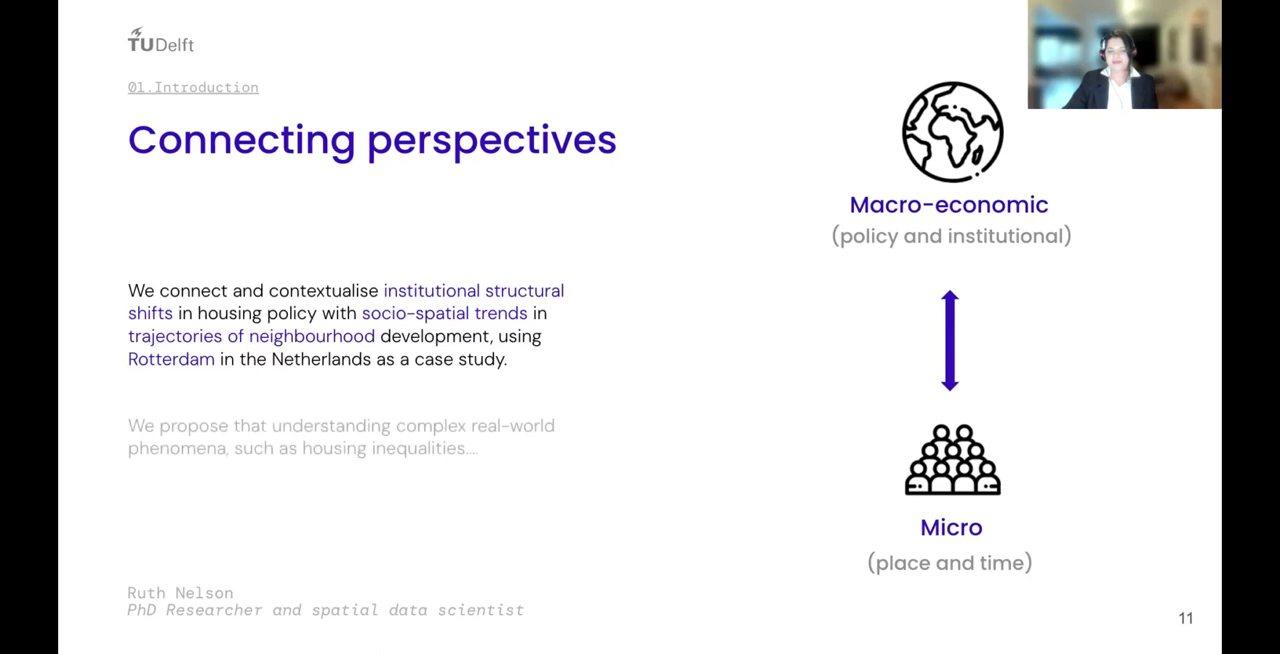 TUDelft
01.Introduction
Connecting perspectives
We connect and contextualise institutional structural
shifts in housing policy with socio-spatial trends in
trajectories of neighbourhood development, using
Rotterdam in the Netherlands as a case study.
We propose that understanding complex real-world
phenomena, such as housing inequalities....
Macro-economic
(policy and institutional)
Micro
(place and time)
Ruth Nelson
PhD Researcher and spatial data scientist
11